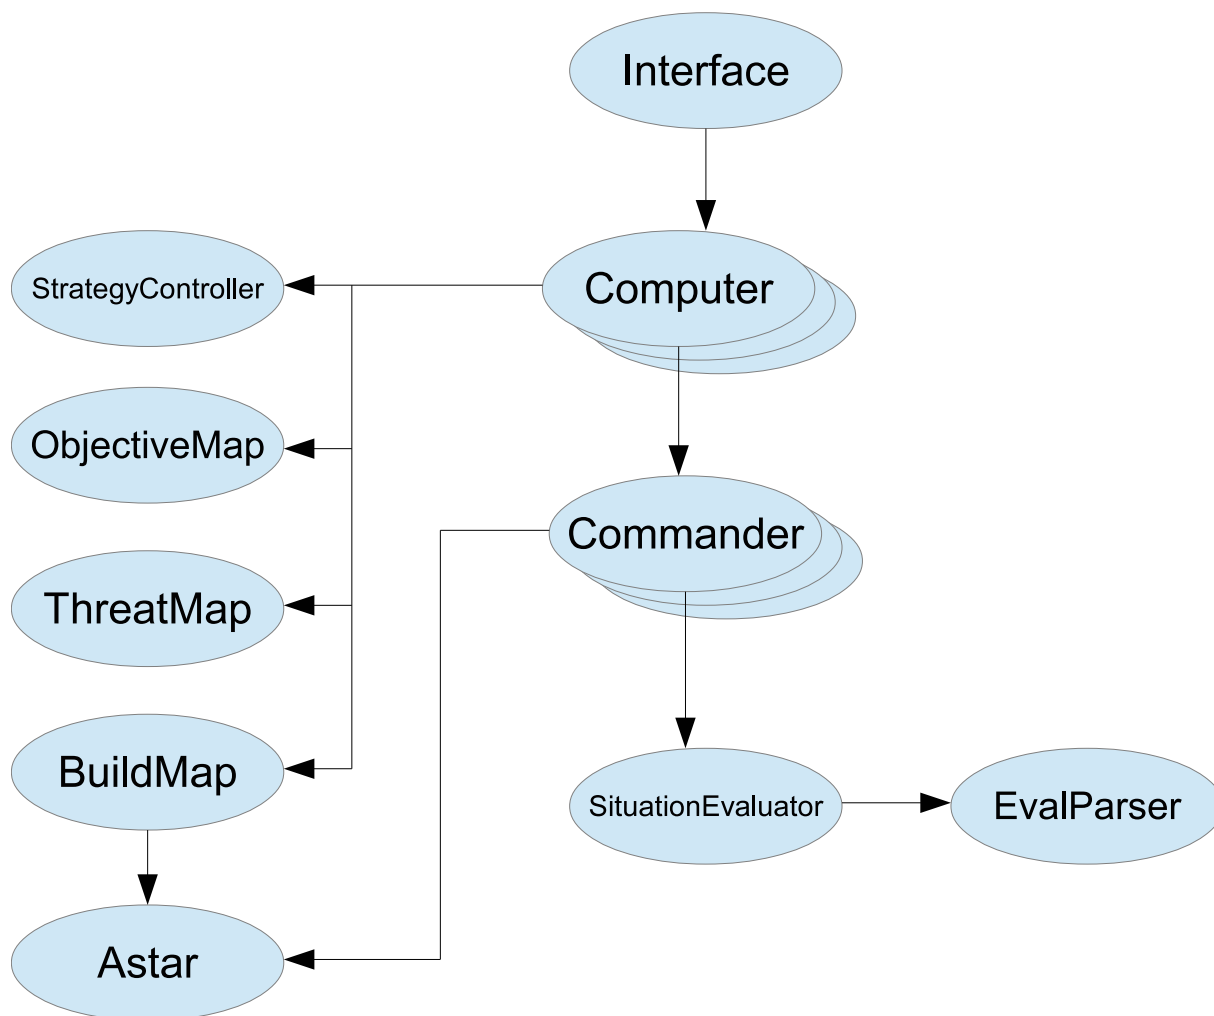 Interface
StrategyController
Computer
ObjectiveMap
Commander
ThreatMap
BuildMap
SituationEvaluator
EvalParser
Astar